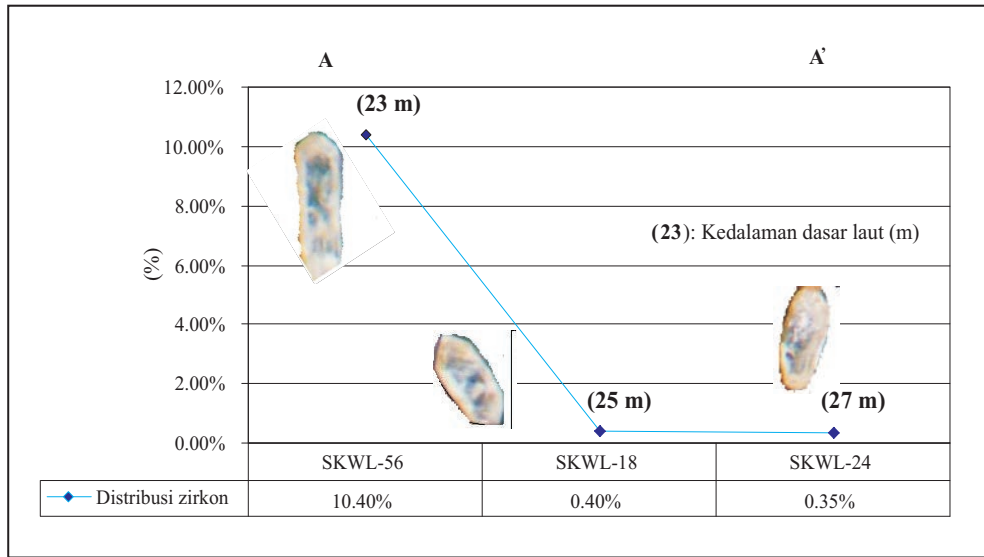 A A'
12.00%
(23 m)
10.00%
8.00%
(23): Kedalaman dasar laut (m)
6.00%
(%)
4.00%
2.00%
(25 m) (27 m)
0.00%
SKWL-56 SKWL-18 SKWL-24
Distribusi zirkon 10.40% 0.40% 0.35%